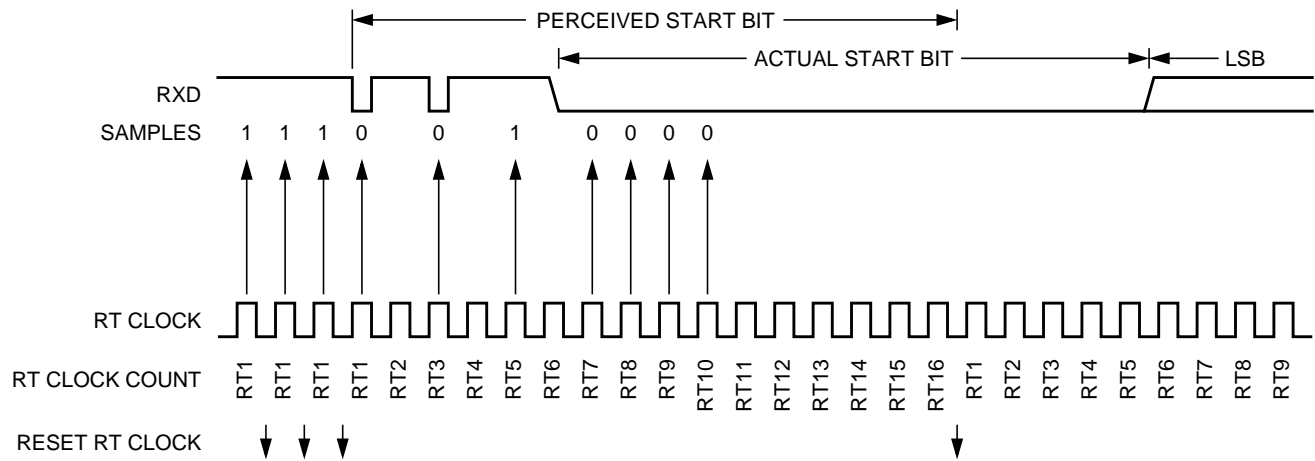 PERCEIVED START BIT
ACTUAL START BIT
LSB
RXD
SAMPLES 1 1 1 0 0 1 0 0 0 0
RT CLOCK
RT CLOCK COUNT RT1 RT1 RT1 RT1 RT2 RT3 RT4 RT5 RT6 RT7 RT8 RT9 RT10 RT11 RT12 RT13 RT14 RT15 RT16 RT1 RT2 RT3 RT4 RT5 RT6 RT7 RT8 RT9
RESET RT CLOCK